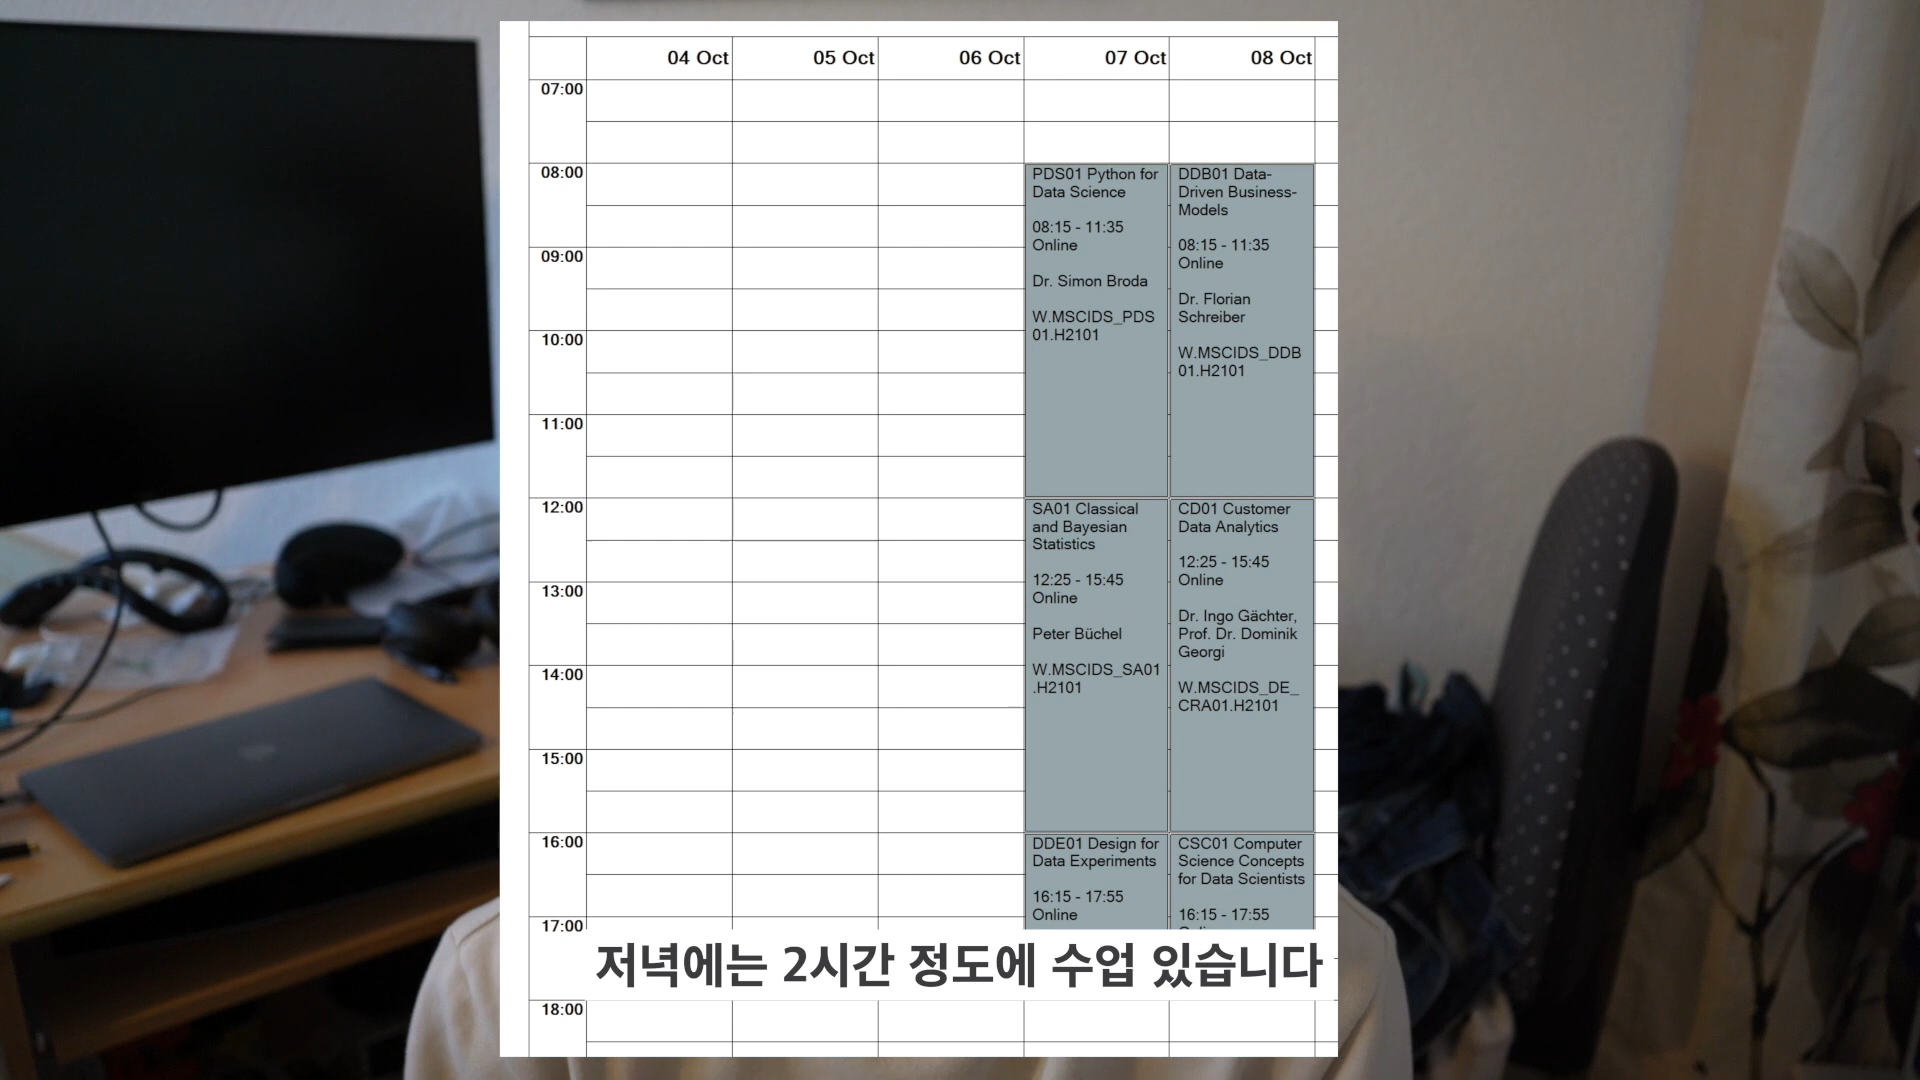 04 Oct 05 Oct 06 Oct 07 Oct 08 Oct
07:00
08:00
09:00
10:00
11:00
12:00
13:00
14:00
15:00
16:00
17:00
18:00
PDS01 Python for
Data Science
08:15 - 11:35
Online
Dr. Simon Broda
W.MSCIDS_PDS
01.H2101
SA01 Classical
and Bayesian
Statistics
12:25 - 15:45
Online
Peter Büchel
W.MSCIDS_SA01
.H2101
DDE01 Design for
Data Experiments
16:15 - 17:55
Online
DDB01 Data-
Driven Business-
Models
08:15 - 11:35
Online
Dr. Florian
Schreiber
W.MSCIDS_DDB
01.H2101
CD01 Customer
Data Analytics
12:25 - 15:45
Online
Dr. Ingo Gächter,
Prof. Dr. Dominik
Georgi
W.MSCIDS_DE_
CRA01.H2101
CSC01 Computer
Science Concepts
for Data Scientists
16:15 - 17:55
저녁에는 2시간 정도에 수업 있습니다